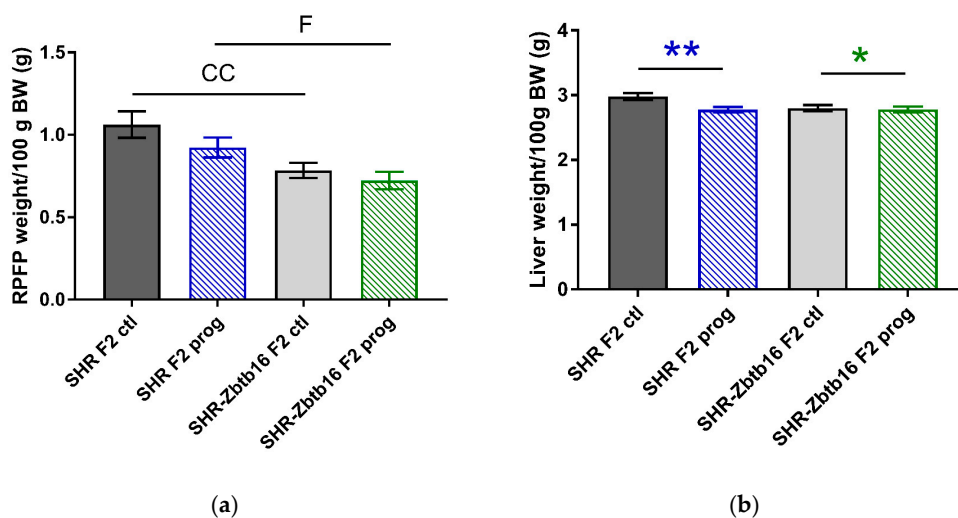 F
CC
RPFP weight/100 g BW (g)
1.5
1.0
0.5
0.0
SHR F2 ctl
SHR F2 prog
SHR-Zbtb16 F2 ctl
SHR-Zbtb16 F2 prog
(a)
**
*
Liver weight/100g BW (g)
4
3
2
1
0
SHR F2 ctl
SHR F2 prog
SHR-Zbtb16 F2 ctl
SHR-Zbtb16 F2 prog
(b)